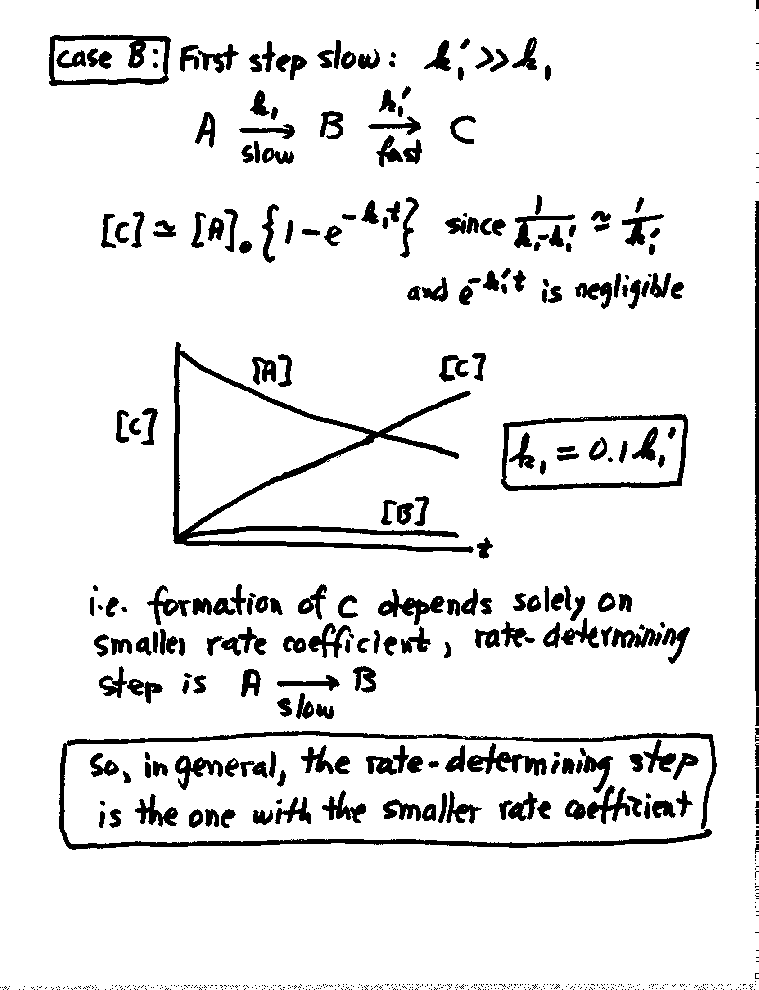 case B: First step slow: k₁' >> k₁
A k₁ → slow B k₁' → fast C
[C] ≃ [A]₀ {1 - e^-k₁t} since 1/k₁-k₁' ≃ 1/k₁'
and e^-k₁'t is negligible
[A] [C]
[C]
k₁ = 0.1 k₁'
[B]
t
i.e. formation of C depends solely on
smaller rate coefficient, rate-determining
step is A → slow B
So, in general, the rate-determining step
is the one with the smaller rate coefficient